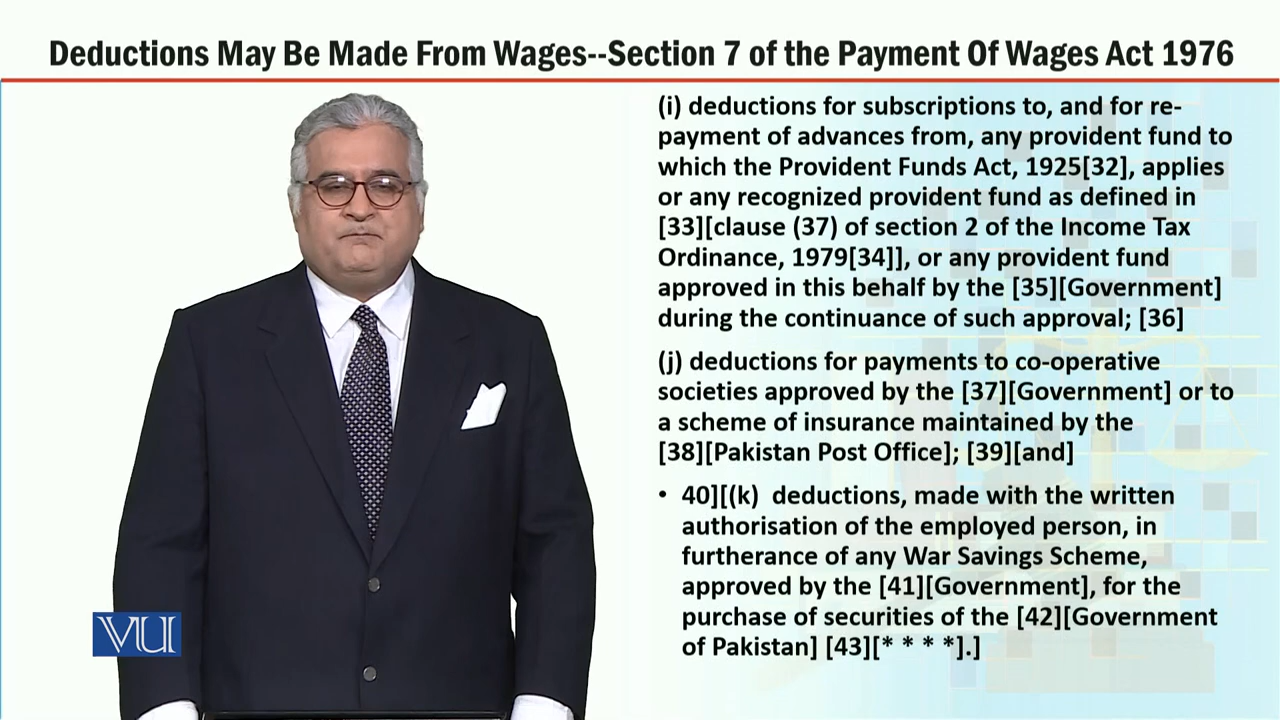 Deductions May Be Made From Wages--Section 7 of the Payment Of Wages Act 1976
(i) deductions for subscriptions to, and for re-
payment of advances from, any provident fund to
which the Provident Funds Act, 1925[32], applies
or any recognized provident fund as defined in
[33][clause (37) of section 2 of the Income Tax
Ordinance, 1979[34]], or any provident fund
approved in this behalf by the [35][Government]
during the continuance of such approval; [36]
(j) deductions for payments to co-operative
societies approved by the [37][Government] or to
a scheme of insurance maintained by the
[38][Pakistan Post Office]; [39][and]
• 40][(k) deductions, made with the written
authorisation of the employed person, in
furtherance of any War Savings Scheme,
approved by the [41][Government], for the
purchase of securities of the [42][Government
of Pakistan] [43][* * * *].]
VU